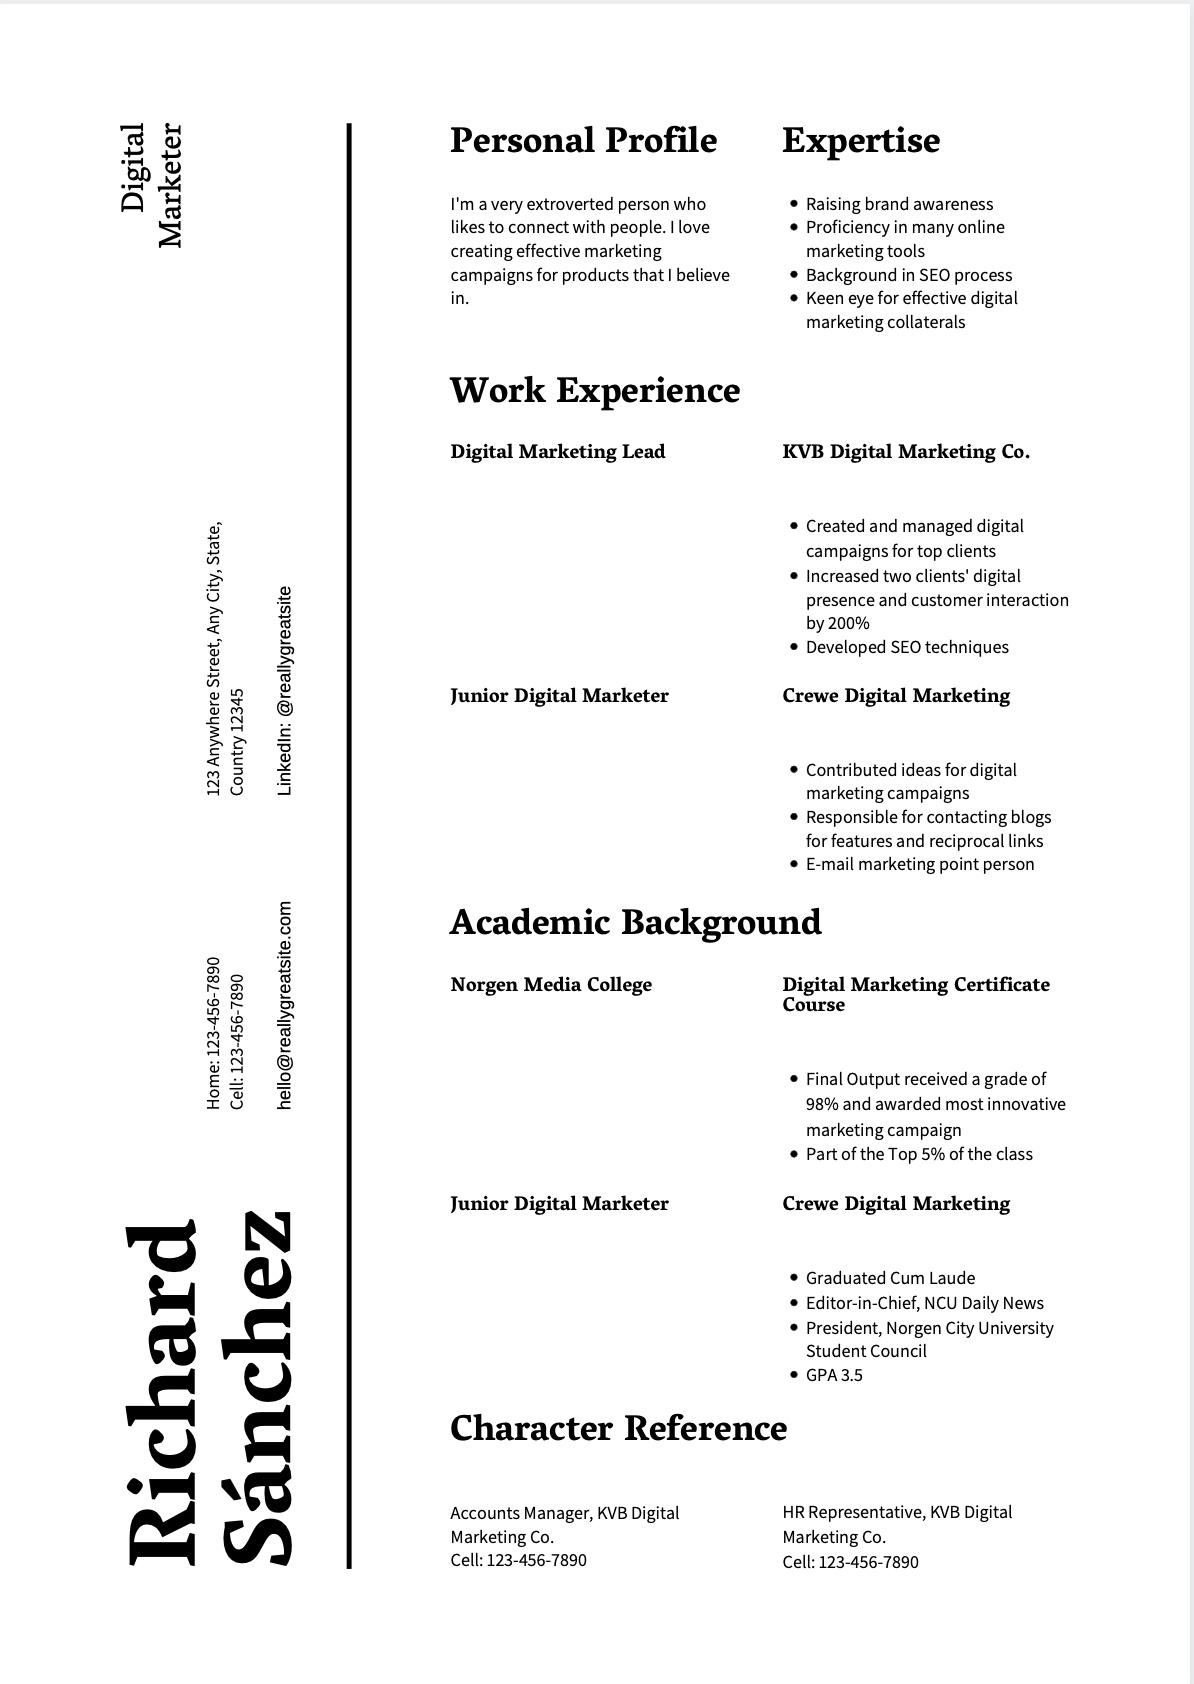 Richard
Sánchez
Digital
Marketer
Home: 123-456-7890
Cell: 123-456-7890
hello@reallygreatsite.com
123 Anywhere Street, Any City, State,
Country 12345
LinkedIn: @reallygreatsite
Personal Profile
I'm a very extroverted person who
likes to connect with people. I love
creating effective marketing
campaigns for products that I believe
in.
Expertise
• Raising brand awareness
• Proficiency in many online
marketing tools
• Background in SEO process
• Keen eye for effective digital
marketing collaterals
Work Experience
Digital Marketing Lead
KVB Digital Marketing Co.
• Created and managed digital
campaigns for top clients
• Increased two clients' digital
presence and customer interaction
by 200%
• Developed SEO techniques
Junior Digital Marketer
Crewe Digital Marketing
• Contributed ideas for digital
marketing campaigns
• Responsible for contacting blogs
for features and reciprocal links
• E-mail marketing point person
Academic Background
Norgen Media College
Digital Marketing Certificate
Course
• Final Output received a grade of
98% and awarded most innovative
marketing campaign
• Part of the Top 5% of the class
Junior Digital Marketer
Crewe Digital Marketing
• Graduated Cum Laude
• Editor-in-Chief, NCU Daily News
• President, Norgen City University
Student Council
• GPA 3.5
Character Reference
Accounts Manager, KVB Digital
Marketing Co.
Cell: 123-456-7890
HR Representative, KVB Digital
Marketing Co.
Cell: 123-456-7890